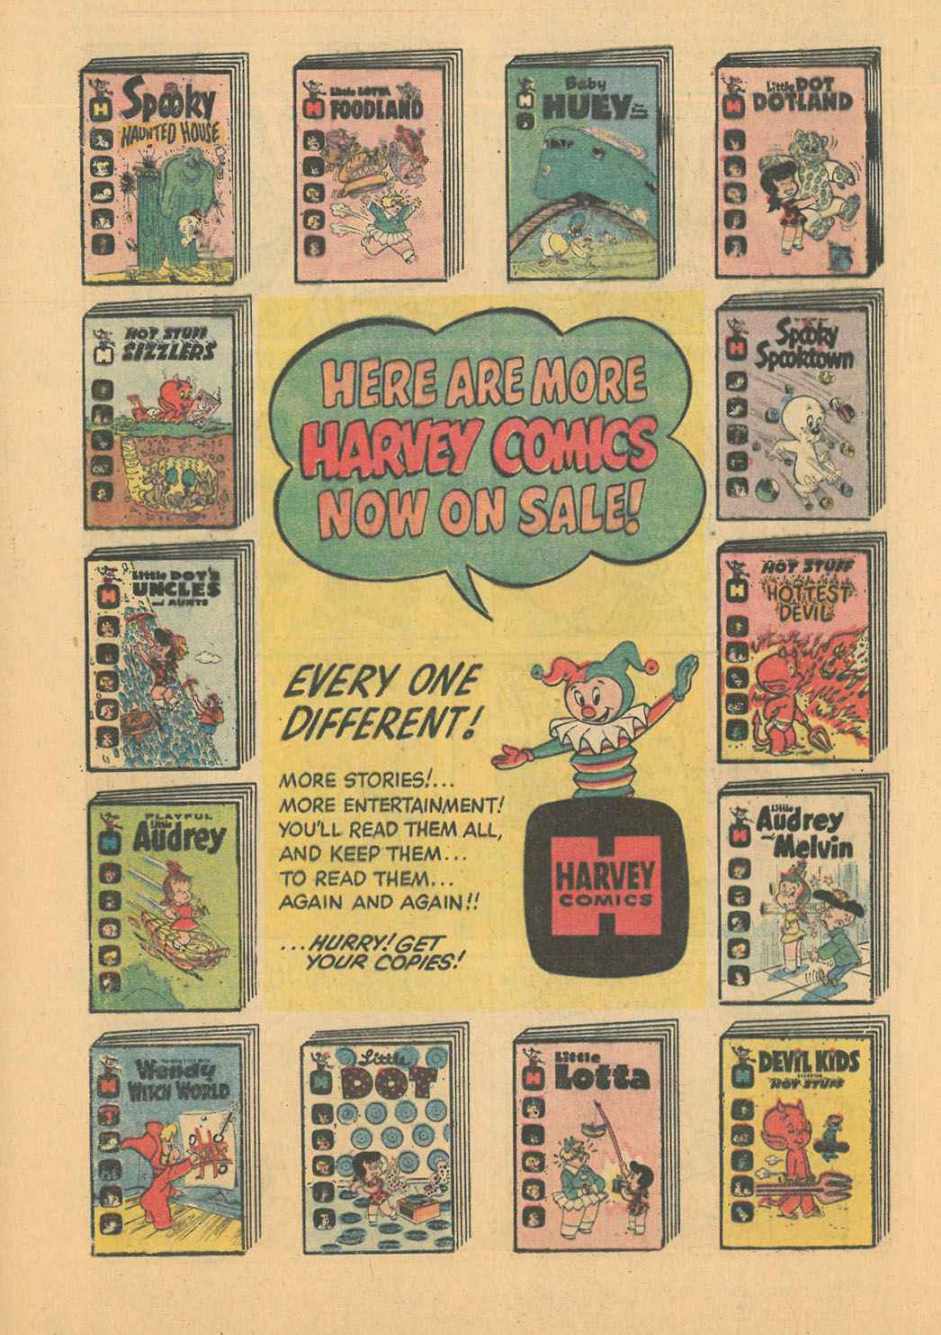 Spooky
HAUNTED HOUSE
Little LOTTA
FOODLAND
Baby
HUEY
Little DOT
DOTLAND
HOT STUFF
SIZZLERS
HERE ARE MORE
HARVEY COMICS
NOW ON SALE!
Spooky
Spooktown
Little DOT'S
UNCLES
and AUNTS
EVERY ONE
DIFFERENT!
MORE STORIES!...
MORE ENTERTAINMENT!
YOU'LL READ THEM ALL,
AND KEEP THEM...
TO READ THEM...
AGAIN AND AGAIN!!
...HURRY! GET
YOUR COPIES!
H
HARVEY
COMICS
HOT STUFF
HOTTEST
DEVIL
PLAYFUL
Little
Audrey
Little
Audrey
and
Melvin
Wendy
WITCH WORLD
Little
DOT
Little
Lotta
DEVIL KIDS
HOT STUFF